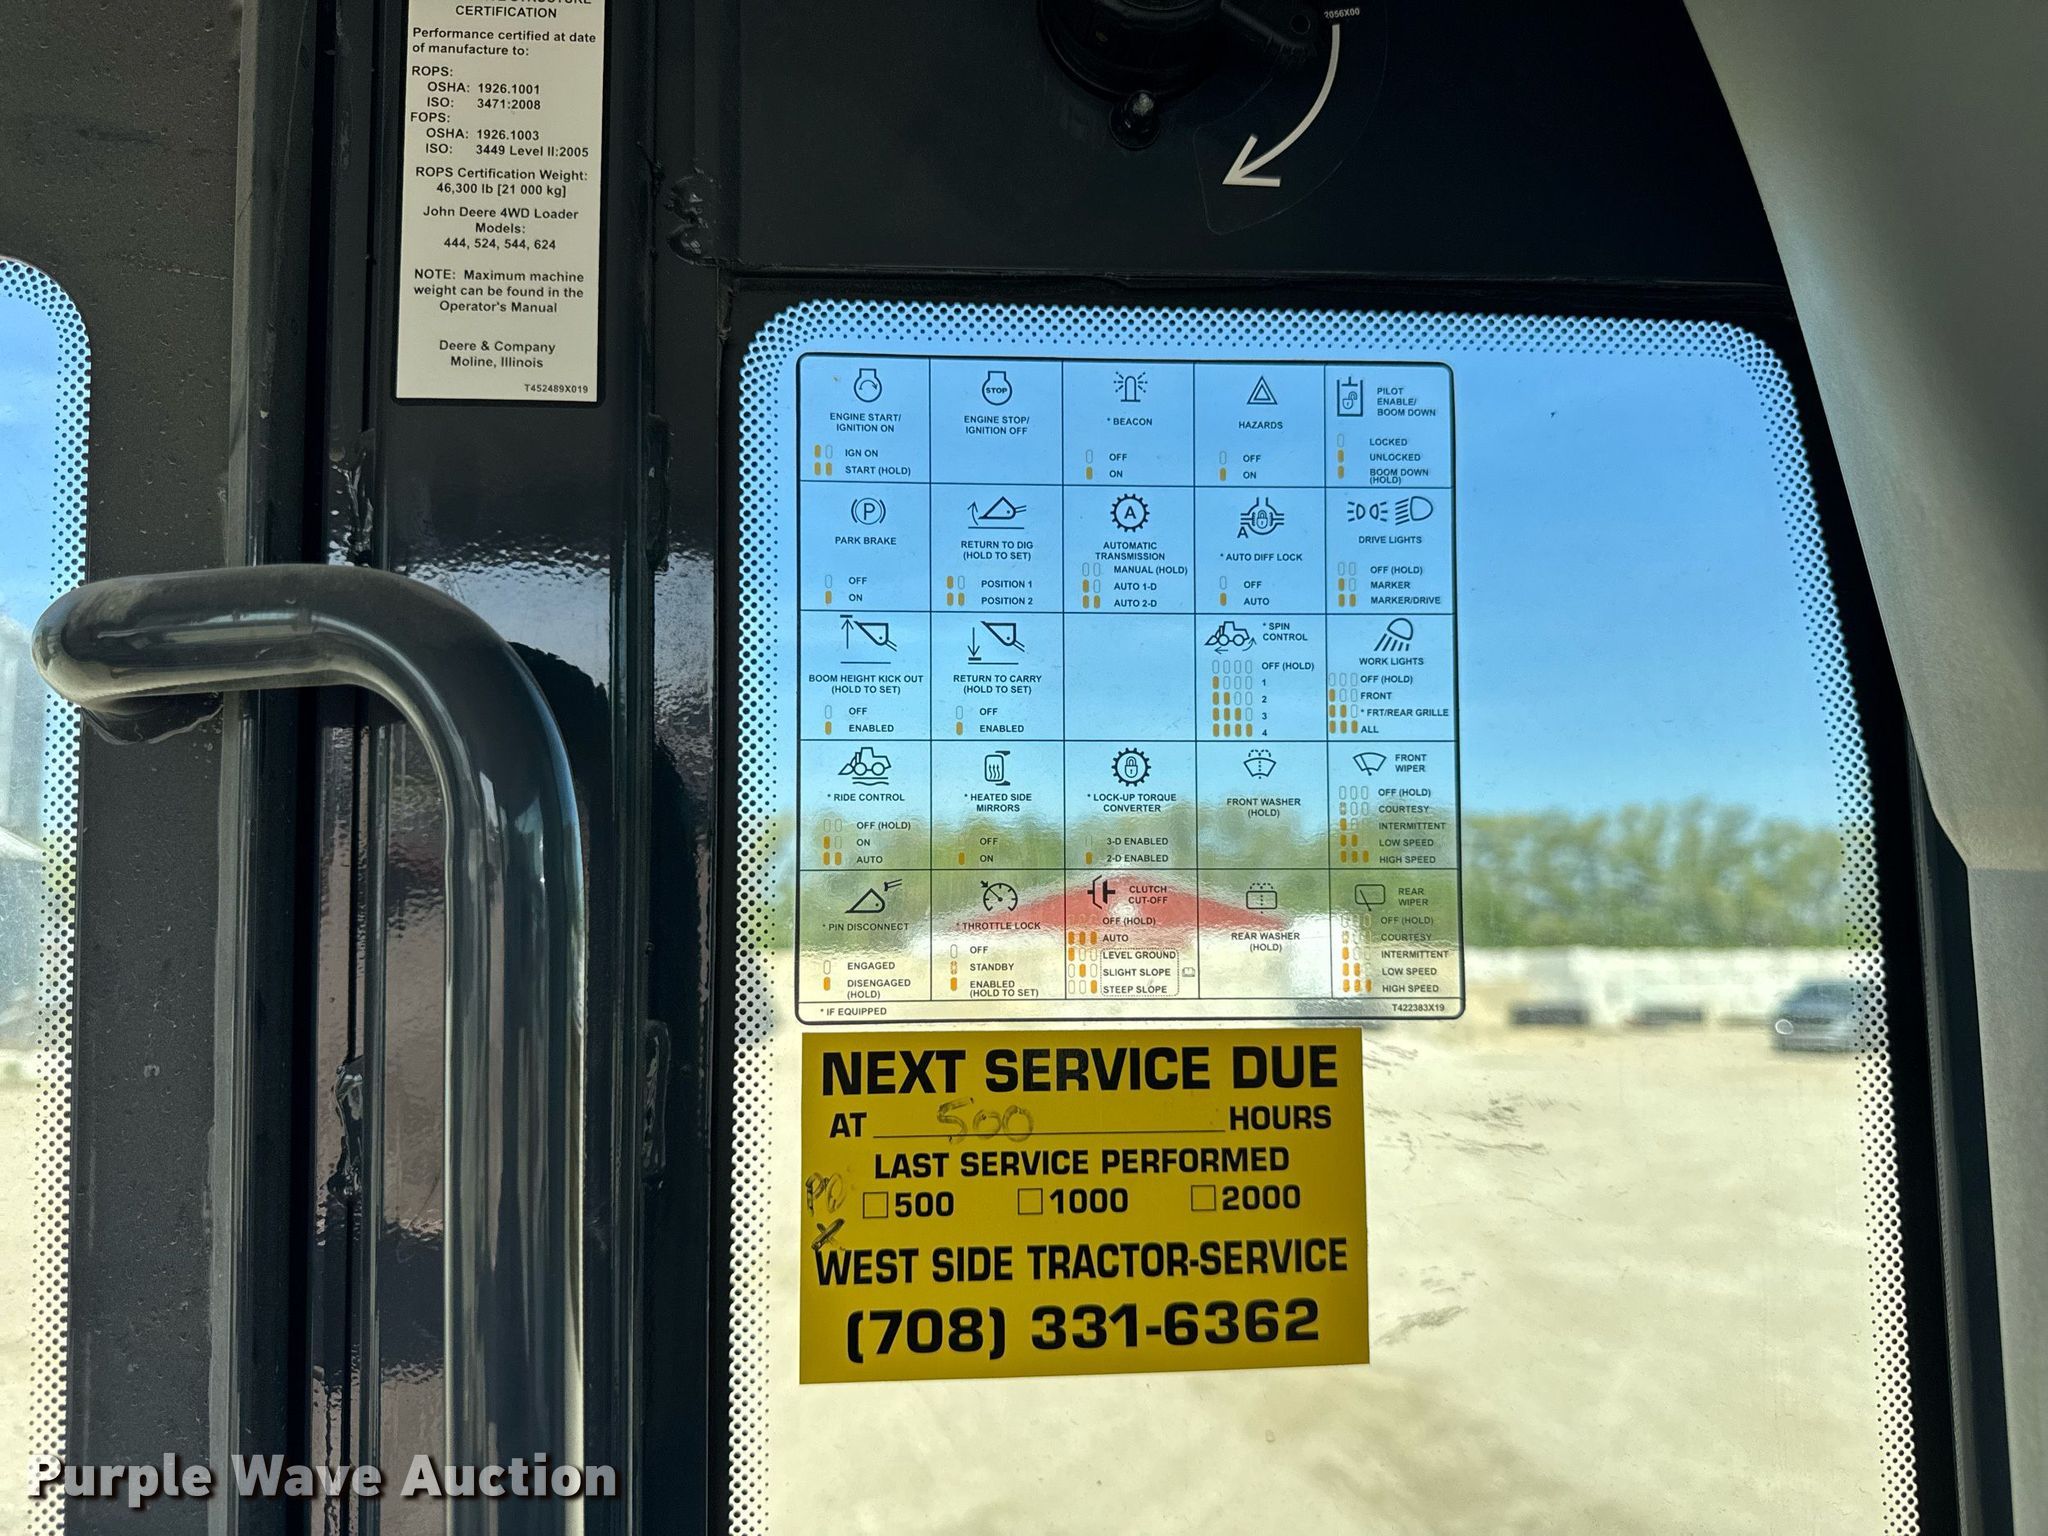 CERTIFICATION
Performance certified at date
of manufacture to:
ROPS:
OSHA: 1926.1001
ISO: 3471:2008
FOPS:
OSHA: 1926.1003
ISO: 3449 Level II:2005
ROPS Certification Weight:
46,300 lb [21 000 kg]
John Deere 4WD Loader
Models:
444, 524, 544, 624
NOTE: Maximum machine
weight can be found in the
Operator's Manual
Deere & Company
Moline, Illinois
T452489X019
2056X00
ENGINE START/
IGNITION ON
IGN ON
START (HOLD)
STOP
ENGINE STOP/
IGNITION OFF
* BEACON
OFF
ON
HAZARDS
OFF
ON
PILOT
ENABLE/
BOOM DOWN
LOCKED
UNLOCKED
BOOM DOWN
(HOLD)
P
PARK BRAKE
OFF
ON
RETURN TO DIG
(HOLD TO SET)
POSITION 1
POSITION 2
A
AUTOMATIC
TRANSMISSION
MANUAL (HOLD)
AUTO 1-D
AUTO 2-D
A
* AUTO DIFF LOCK
OFF
AUTO
DRIVE LIGHTS
OFF (HOLD)
MARKER
MARKER/DRIVE
BOOM HEIGHT KICK OUT
(HOLD TO SET)
OFF
ENABLED
RETURN TO CARRY
(HOLD TO SET)
OFF
ENABLED
* SPIN
CONTROL
OFF (HOLD)
1
2
3
4
WORK LIGHTS
OFF (HOLD)
FRONT
* FRT/REAR GRILLE
ALL
* RIDE CONTROL
OFF (HOLD)
ON
AUTO
* HEATED SIDE
MIRRORS
OFF
ON
* LOCK-UP TORQUE
CONVERTER
3-D ENABLED
2-D ENABLED
FRONT WASHER
(HOLD)
FRONT
WIPER
OFF (HOLD)
COURTESY
INTERMITTENT
LOW SPEED
HIGH SPEED
* PIN DISCONNECT
ENGAGED
DISENGAGED
(HOLD)
* THROTTLE LOCK
OFF
STANDBY
ENABLED
(HOLD TO SET)
CLUTCH
CUT-OFF
OFF (HOLD)
AUTO
LEVEL GROUND
SLIGHT SLOPE
STEEP SLOPE
REAR WASHER
(HOLD)
REAR
WIPER
OFF (HOLD)
COURTESY
INTERMITTENT
LOW SPEED
HIGH SPEED
* IF EQUIPPED
T422383X19
NEXT SERVICE DUE
AT 500 HOURS
LAST SERVICE PERFORMED
500 1000 2000
X
WEST SIDE TRACTOR-SERVICE
(708) 331-6362
Purple Wave Auction